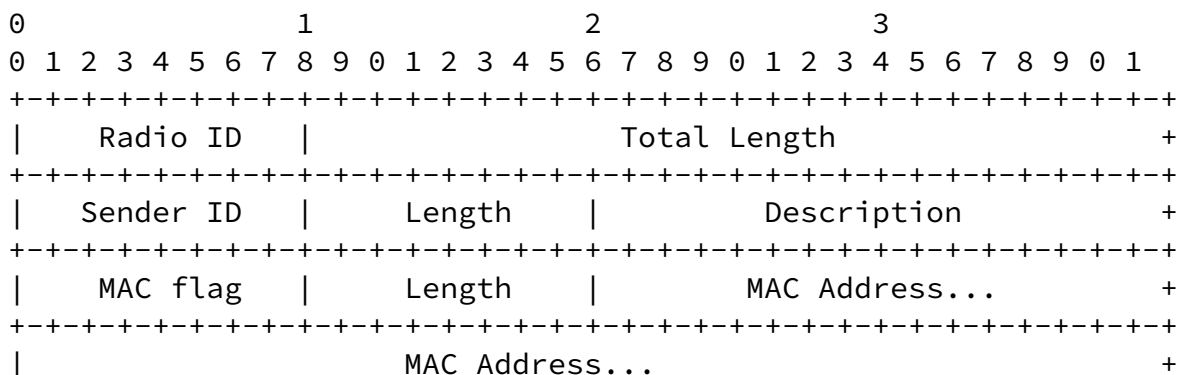 0                   1                   2                   3
0 1 2 3 4 5 6 7 8 9 0 1 2 3 4 5 6 7 8 9 0 1 2 3 4 5 6 7 8 9 0 1
+-+-+-+-+-+-+-+-+-+-+-+-+-+-+-+-+-+-+-+-+-+-+-+-+-+-+-+-+-+-+-+-+
|    Radio ID   |                 Total Length                  +
+-+-+-+-+-+-+-+-+-+-+-+-+-+-+-+-+-+-+-+-+-+-+-+-+-+-+-+-+-+-+-+-+
|   Sender ID   |     Length    |         Description           +
+-+-+-+-+-+-+-+-+-+-+-+-+-+-+-+-+-+-+-+-+-+-+-+-+-+-+-+-+-+-+-+-+
|    MAC flag   |     Length    |        MAC Address...         +
+-+-+-+-+-+-+-+-+-+-+-+-+-+-+-+-+-+-+-+-+-+-+-+-+-+-+-+-+-+-+-+-+
|                     MAC Address...                            +